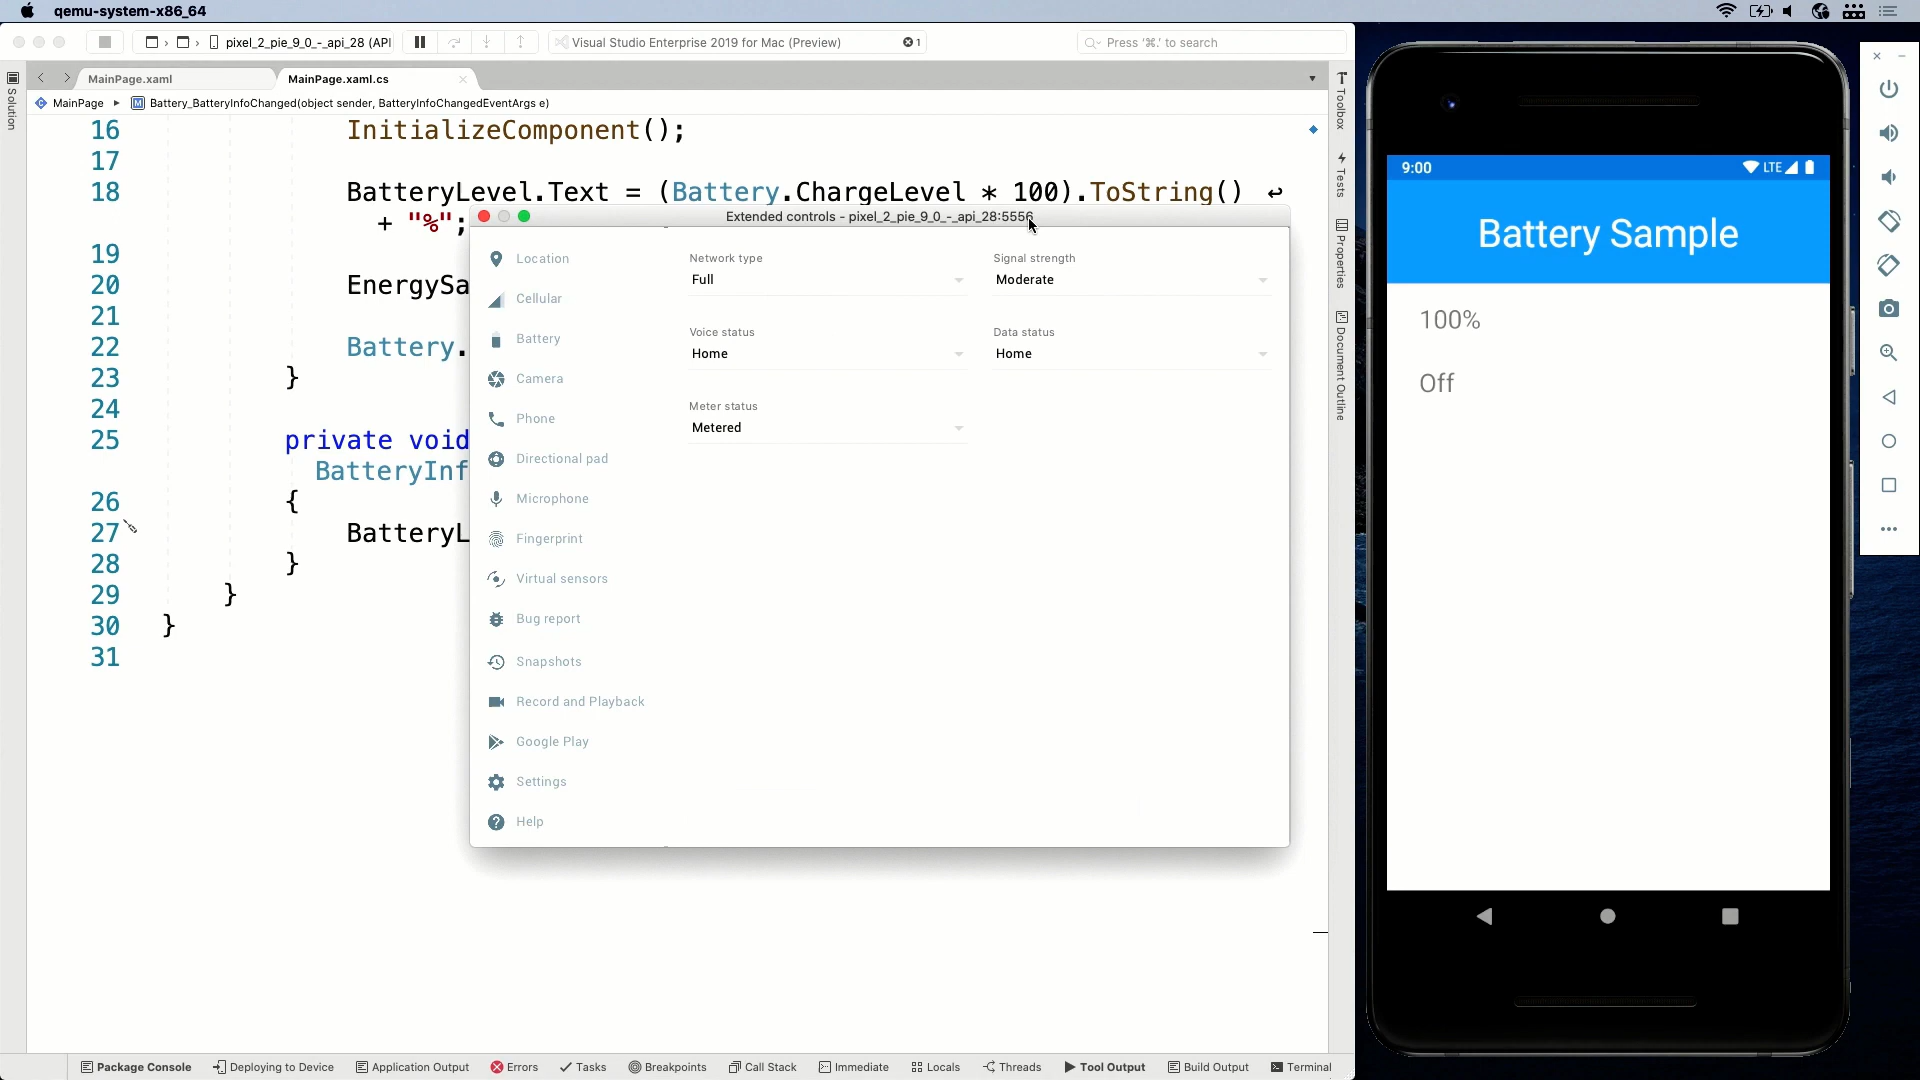 qemu-system-x86_64
pixel_2_pie_9_0_-_api_28 (API
Visual Studio Enterprise 2019 for Mac (Preview)
1
Press '⌘.' to search
MainPage.xaml
MainPage.xaml.cs
MainPage
Battery_BatteryInfoChanged(object sender, BatteryInfoChangedEventArgs e)
Solution
16 InitializeComponent();
17
18 BatteryLevel.Text = (Battery.ChargeLevel * 100).ToString()
+ "%";
19
20 EnergySa
21
22 Battery.
23 }
24
25 private void
BatteryInf
26 {
27 BatteryL
28 }
29 }
30 }
31
Extended controls - pixel_2_pie_9_0_-_api_28:5556
Location
Cellular
Battery
Camera
Phone
Directional pad
Microphone
Fingerprint
Virtual sensors
Bug report
Snapshots
Record and Playback
Google Play
Settings
Help
Network type
Full
Signal strength
Moderate
Voice status
Home
Data status
Home
Meter status
Metered
Toolbox
Tests
Properties
Document Outline
9:00
LTE
Battery Sample
100%
Off
Package Console
Deploying to Device
Application Output
Errors
Tasks
Breakpoints
Call Stack
Immediate
Locals
Threads
Tool Output
Build Output
Terminal